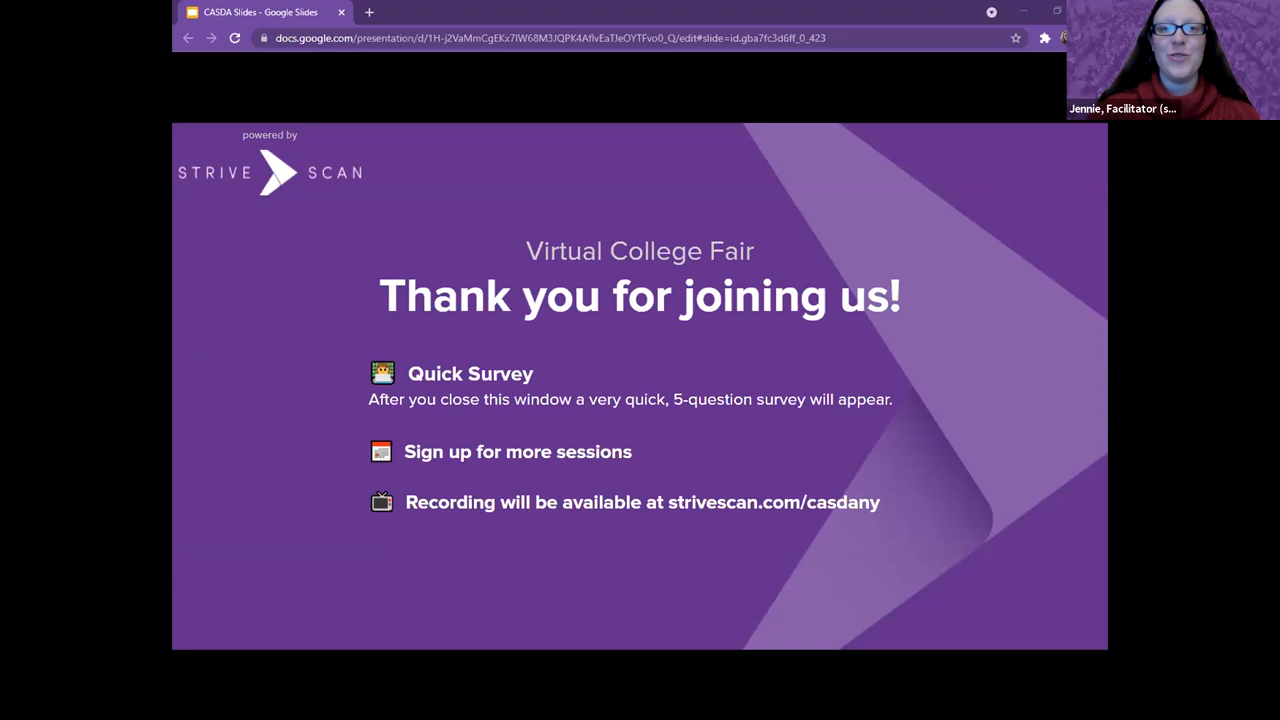 CASDA Slides - Google Slides
docs.google.com/presentation/d/1H-j2VaMmCgEKx7IW68M3JQPK4AflvEaTJeOYTFvo0_Q/edit#slide=id.gba7fc3d6ff_0_423
Jennie, Facilitator (s...
powered by
STRIVE SCAN
Virtual College Fair
Thank you for joining us!
Quick Survey
After you close this window a very quick, 5-question survey will appear.
Sign up for more sessions
Recording will be available at strivescan.com/casdany